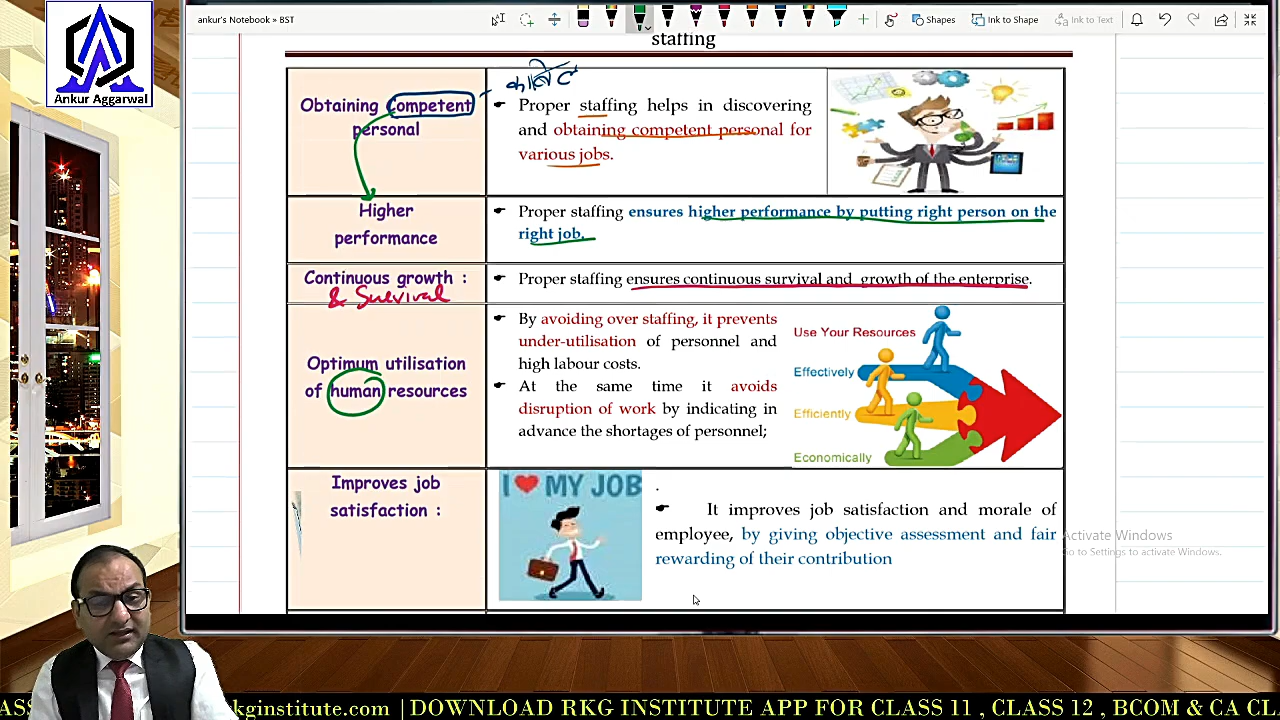 ankur's Notebook » BST
Shapes
Ink to Shape
Ink to Text
Ankur Aggarwal
staffing
Obtaining Competent
personal
काबिल
☛ Proper staffing helps in discovering
and obtaining competent personal for
various jobs.
Higher
performance
☛ Proper staffing ensures higher performance by putting right person on the
right job.
Continuous growth :
& Survival
☛ Proper staffing ensures continuous survival and growth of the enterprise.
Optimum utilisation
of human resources
☛ By avoiding over staffing, it prevents
under-utilisation of personnel and
high labour costs.
☛ At the same time it avoids
disruption of work by indicating in
advance the shortages of personnel;
Use Your Resources
Effectively
Efficiently
Economically
Improves job
satisfaction :
I ❤ MY JOB
.
☛ It improves job satisfaction and morale of
employee, by giving objective assessment and fair
rewarding of their contribution
Activate Windows
Go to Settings to activate Windows.
ASS rkginstitute.com | DOWNLOAD RKG INSTITUTE APP FOR CLASS 11 , CLASS 12 , BCOM & CA CL